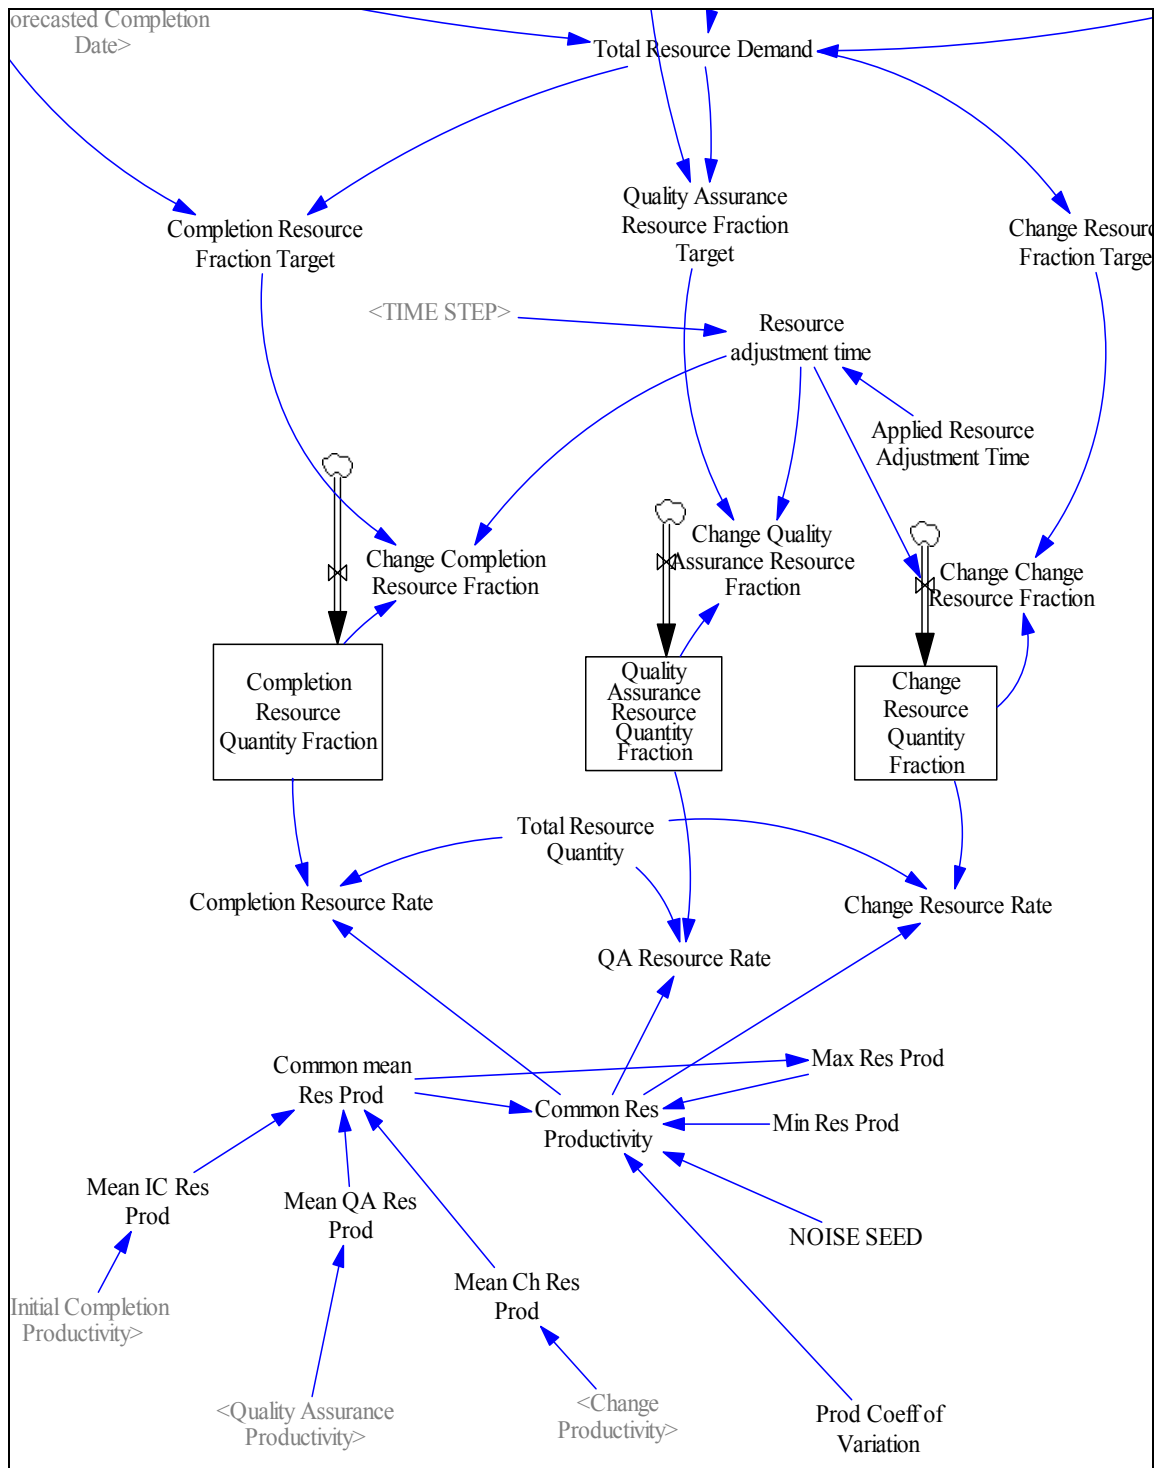 orecasted Completion
Date>
Total Resource Demand
Quality Assurance
Resource Fraction
Target
Completion Resource
Fraction Target
Change Resourc
Fraction Targe
<TIME STEP>
Resource
adjustment time
Applied Resource
Adjustment Time
Change Completion
Resource Fraction
Change Quality
Assurance Resource
Fraction
Change Change
Resource Fraction
Completion
Resource
Quantity Fraction
Quality
Assurance
Resource
Quantity
Fraction
Change
Resource
Quantity
Fraction
Total Resource
Quantity
Completion Resource Rate
Change Resource Rate
QA Resource Rate
Common mean
Res Prod
Max Res Prod
Common Res
Productivity
Min Res Prod
Mean IC Res
Prod
Mean QA Res
Prod
NOISE SEED
Mean Ch Res
Prod
Initial Completion
Productivity>
<Quality Assurance
Productivity>
<Change
Productivity>
Prod Coeff of
Variation